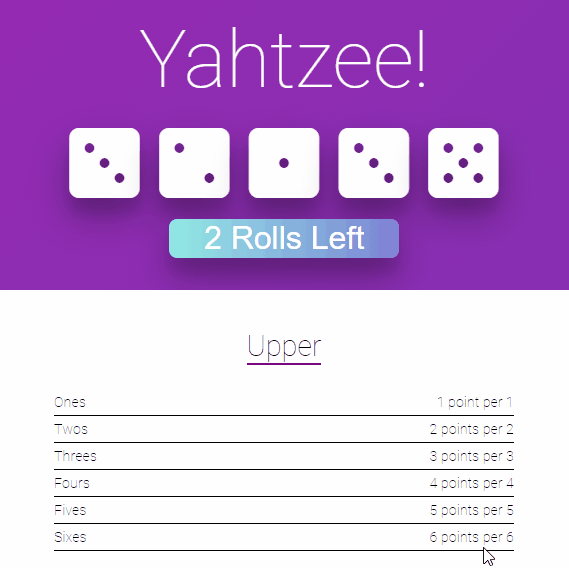 Yahtzee!
2 Rolls Left
Upper
Ones 1 point per 1
Twos 2 points per 2
Threes 3 points per 3
Fours 4 points per 4
Fives 5 points per 5
Sixes 6 points per 6